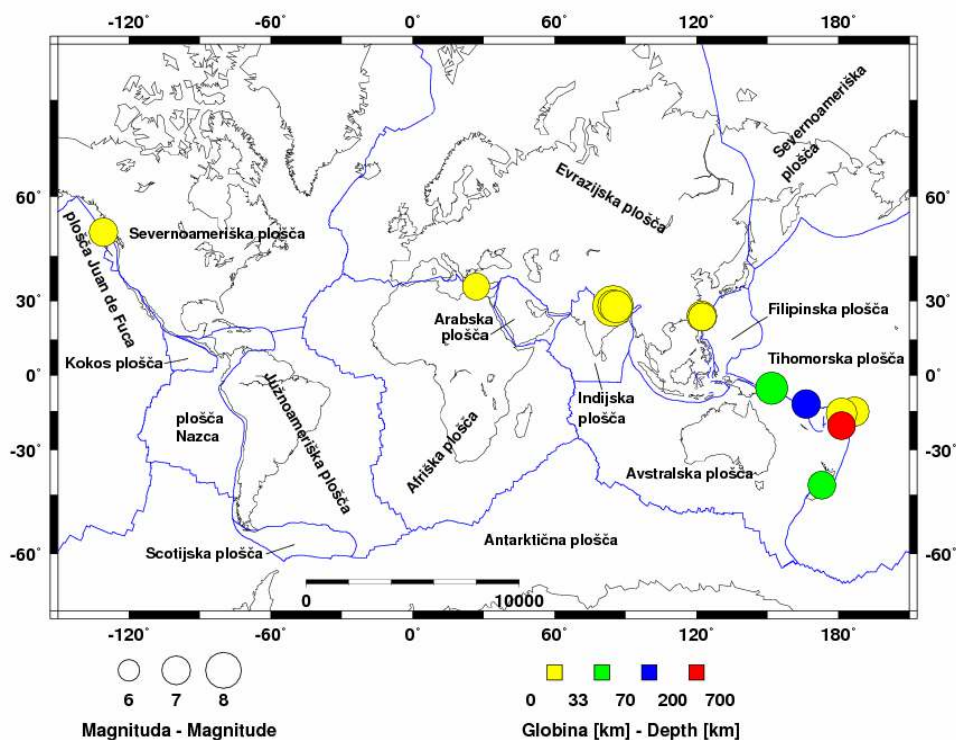 -120° -60° 0° 60° 120° 180°
Severnoameriška plošča
Evrazijska plošča
60° 60°
plošča Juan de Fuca
Severnoameriška plošča
30° 30°
Arabska plošča
Filipinska plošča
Kokos plošča
Tihomorska plošča
0° 0°
Južnoameriška plošča
Indijska plošča
plošča Nazca
Afriška plošča
-30° -30°
Avstralska plošča
Antarktična plošča
Scotijska plošča
-60° -60°
0 10000
-120° -60° 0° 60° 120° 180°
6 7 8
0 33 70 200 700
Magnituda - Magnitude
Globina [km] - Depth [km]